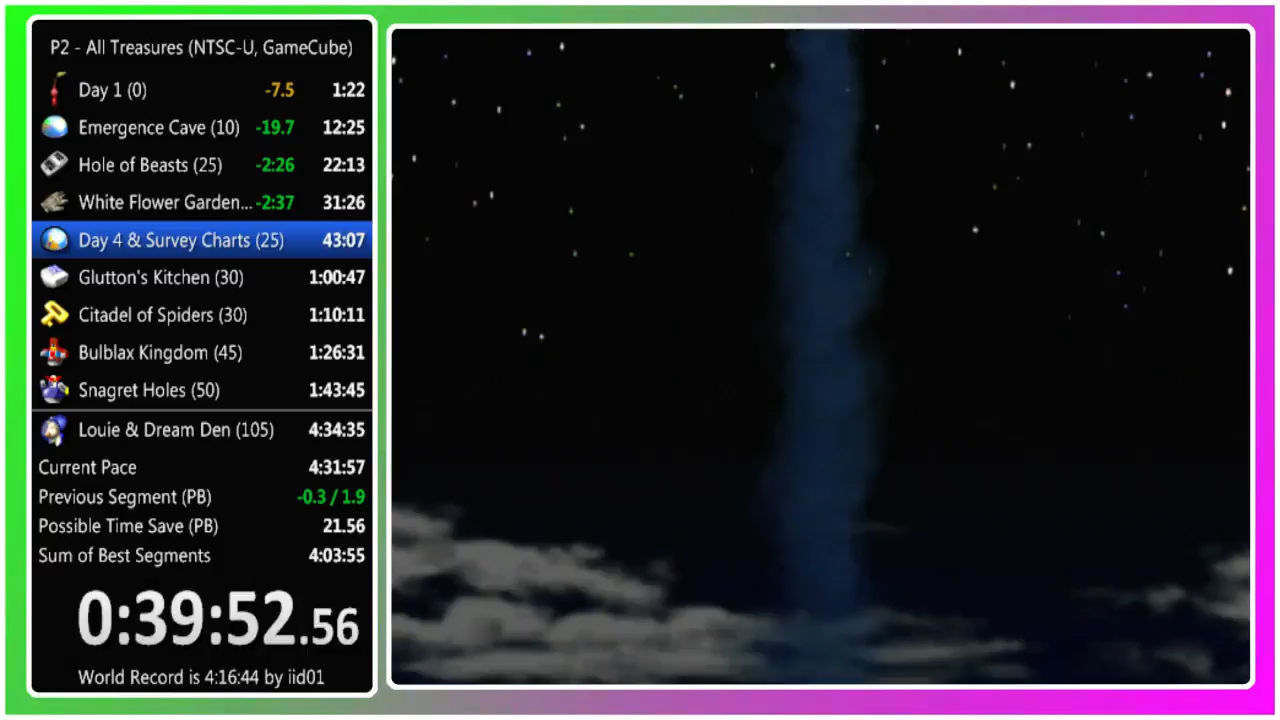 P2 - All Treasures (NTSC-U, GameCube)
Day 1 (0) -7.5 1:22
Emergence Cave (10) -19.7 12:25
Hole of Beasts (25) -2:26 22:13
White Flower Garden... -2:37 31:26
Day 4 & Survey Charts (25) 43:07
Glutton's Kitchen (30) 1:00:47
Citadel of Spiders (30) 1:10:11
Bulblax Kingdom (45) 1:26:31
Snagret Holes (50) 1:43:45
Louie & Dream Den (105) 4:34:35
Current Pace 4:31:57
Previous Segment (PB) -0.3 / 1.9
Possible Time Save (PB) 21.56
Sum of Best Segments 4:03:55
0:39:52.56
World Record is 4:16:44 by iid01